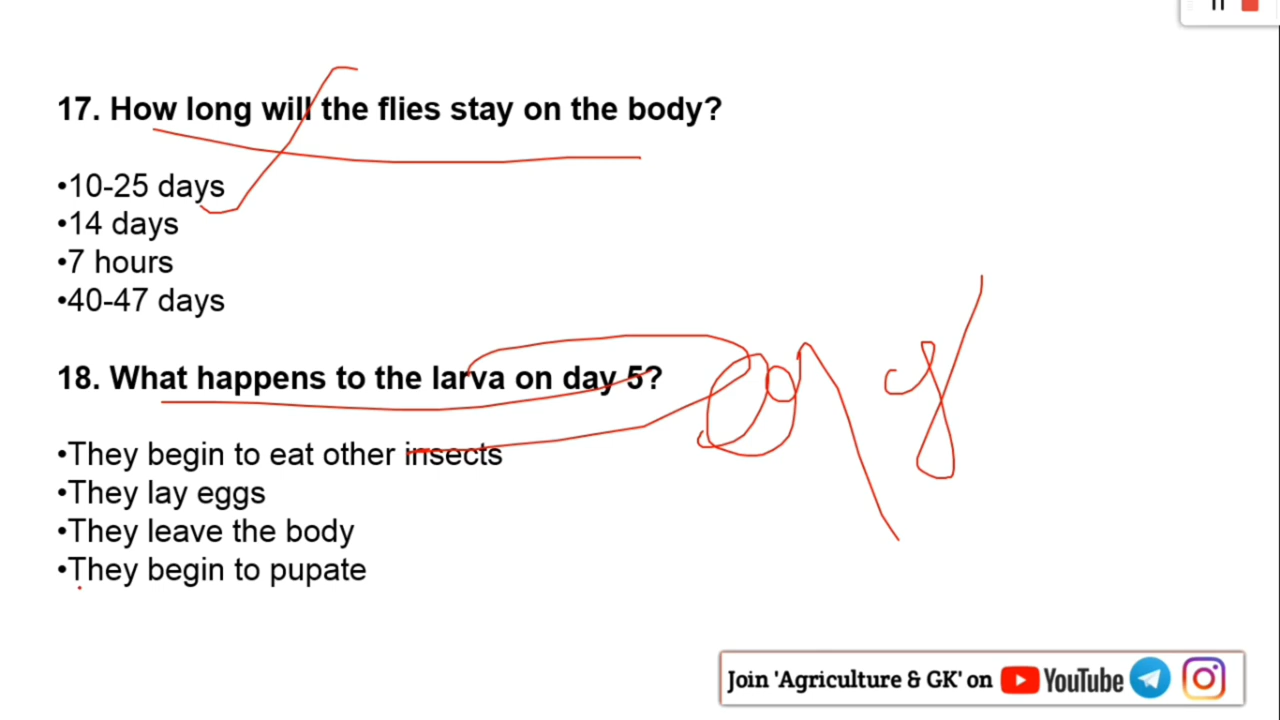 17. How long will the flies stay on the body?
•10-25 days
•14 days
•7 hours
•40-47 days
18. What happens to the larva on day 5?
•They begin to eat other insects
•They lay eggs
•They leave the body
•They begin to pupate
Join 'Agriculture & GK' on YouTube